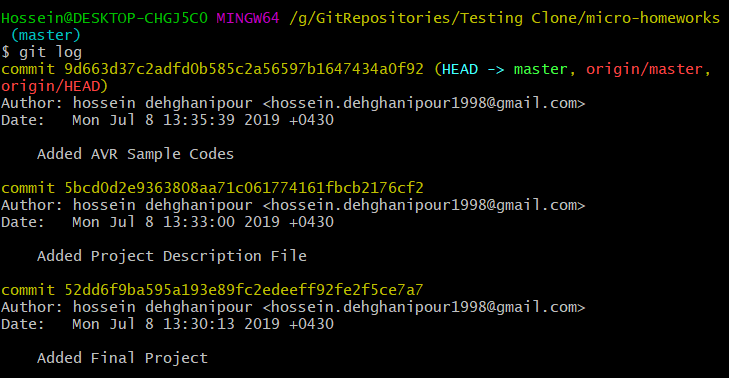 Hossein@DESKTOP-CHGJ5CO MINGW64 /g/GitRepositories/Testing Clone/micro-homeworks
(master)
$ git log
commit 9d663d37c2adfd0b585c2a56597b1647434a0f92 (HEAD -> master, origin/master,
origin/HEAD)
Author: hossein dehghanipour <hossein.dehghanipour1998@gmail.com>
Date:   Mon Jul 8 13:35:39 2019 +0430
    Added AVR Sample Codes
commit 5bcd0d2e9363808aa71c061774161fbcb2176cf2
Author: hossein dehghanipour <hossein.dehghanipour1998@gmail.com>
Date:   Mon Jul 8 13:33:00 2019 +0430
    Added Project Description File
commit 52dd6f9ba595a193e89fc2edeeff92fe2f5ce7a7
Author: hossein dehghanipour <hossein.dehghanipour1998@gmail.com>
Date:   Mon Jul 8 13:30:13 2019 +0430
    Added Final Project